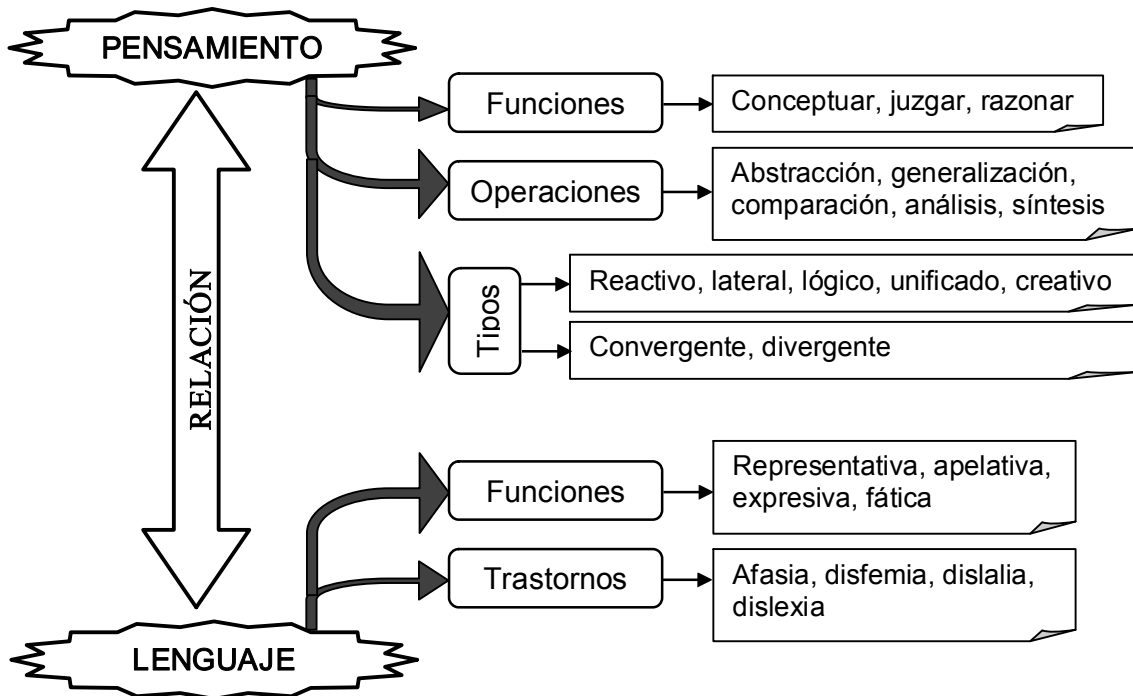 PENSAMIENTO
Funciones
Conceptuar, juzgar, razonar
Operaciones
Abstracción, generalización,
comparación, análisis, síntesis
Tipos
Reactivo, lateral, lógico, unificado, creativo
Convergente, divergente
RELACIÓN
Funciones
Representativa, apelativa,
expresiva, fática
Trastornos
Afasia, disfemia, dislalia,
dislexia
LENGUAJE